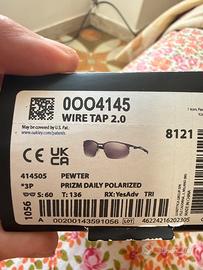 0OO4145
WIRE TAP 2.0
May be covered by U.S. Pat.
www.oakley.com/patents
8121
CE UK CA
414505 PEWTER
*3P PRIZM DAILY POLARIZED
S: 60 T: 136 RX: YesAdv TRI
1056
A 00200143591056 LOT 46224216202305